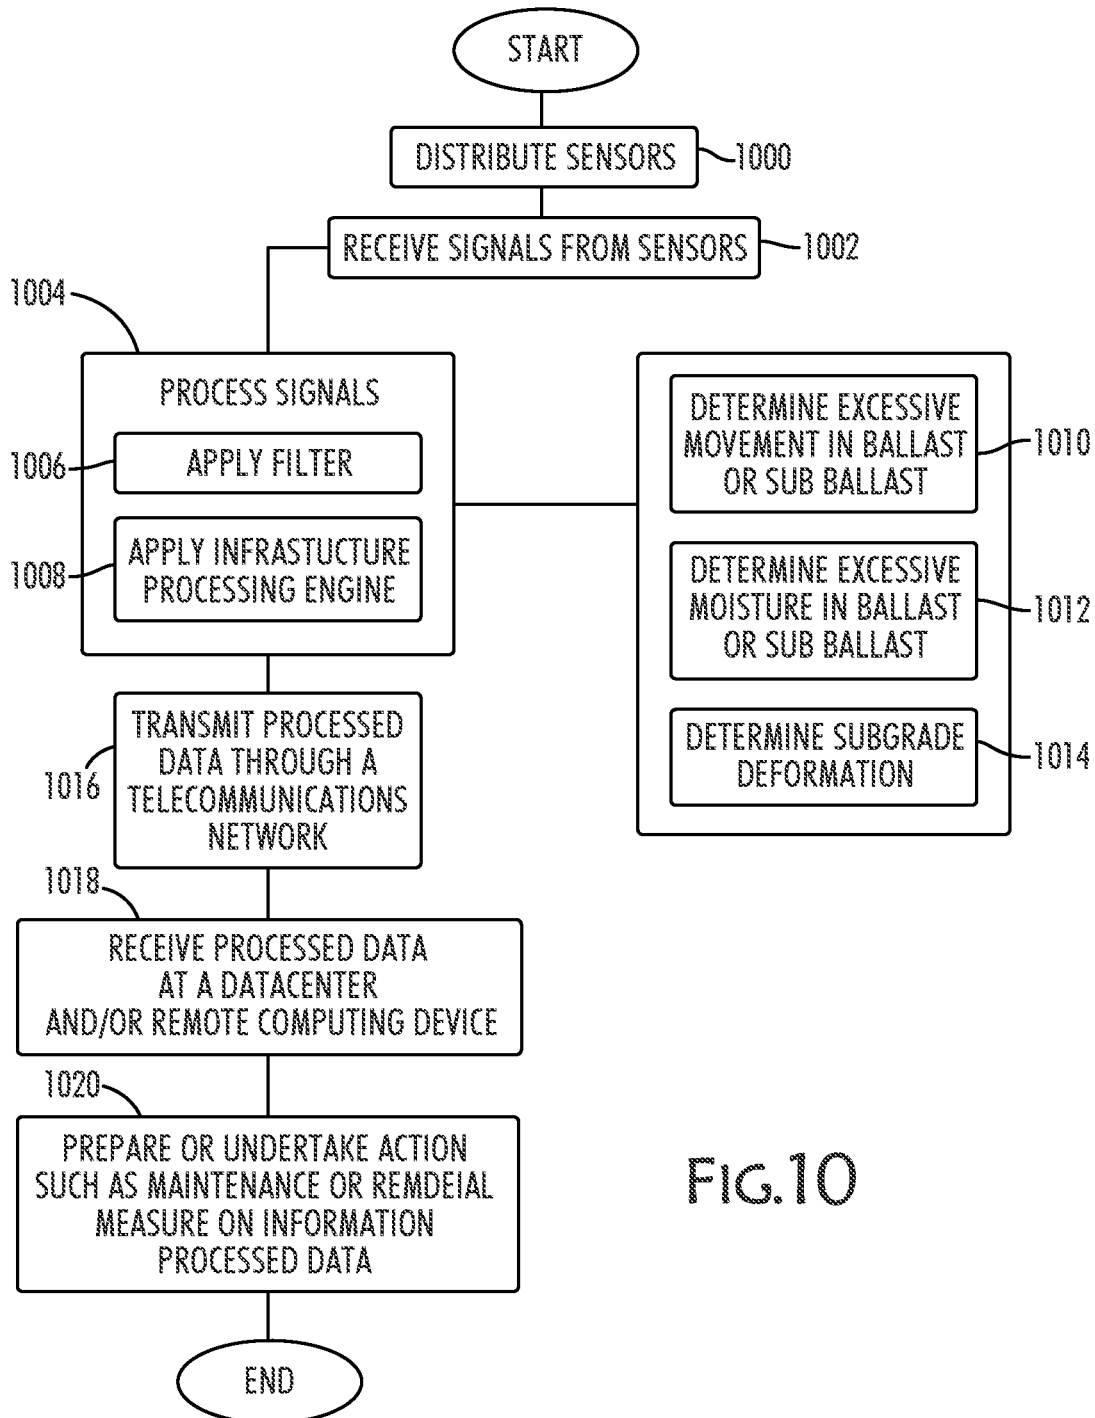 START
DISTRIBUTE SENSORS
1000
RECEIVE SIGNALS FROM SENSORS
1002
1004
PROCESS SIGNALS
1006
APPLY FILTER
1008
APPLY INFRASTUCTURE
PROCESSING ENGINE
DETERMINE EXCESSIVE
MOVEMENT IN BALLAST
OR SUB BALLAST
1010
DETERMINE EXCESSIVE
MOISTURE IN BALLAST
OR SUB BALLAST
1012
DETERMINE SUBGRADE
DEFORMATION
1014
1016
TRANSMIT PROCESSED
DATA THROUGH A
TELECOMMUNICATIONS
NETWORK
1018
RECEIVE PROCESSED DATA
AT A DATACENTER
AND/OR REMOTE COMPUTING DEVICE
1020
PREPARE OR UNDERTAKE ACTION
SUCH AS MAINTENANCE OR REMDEIAL
MEASURE ON INFORMATION
PROCESSED DATA
END
FIG.10